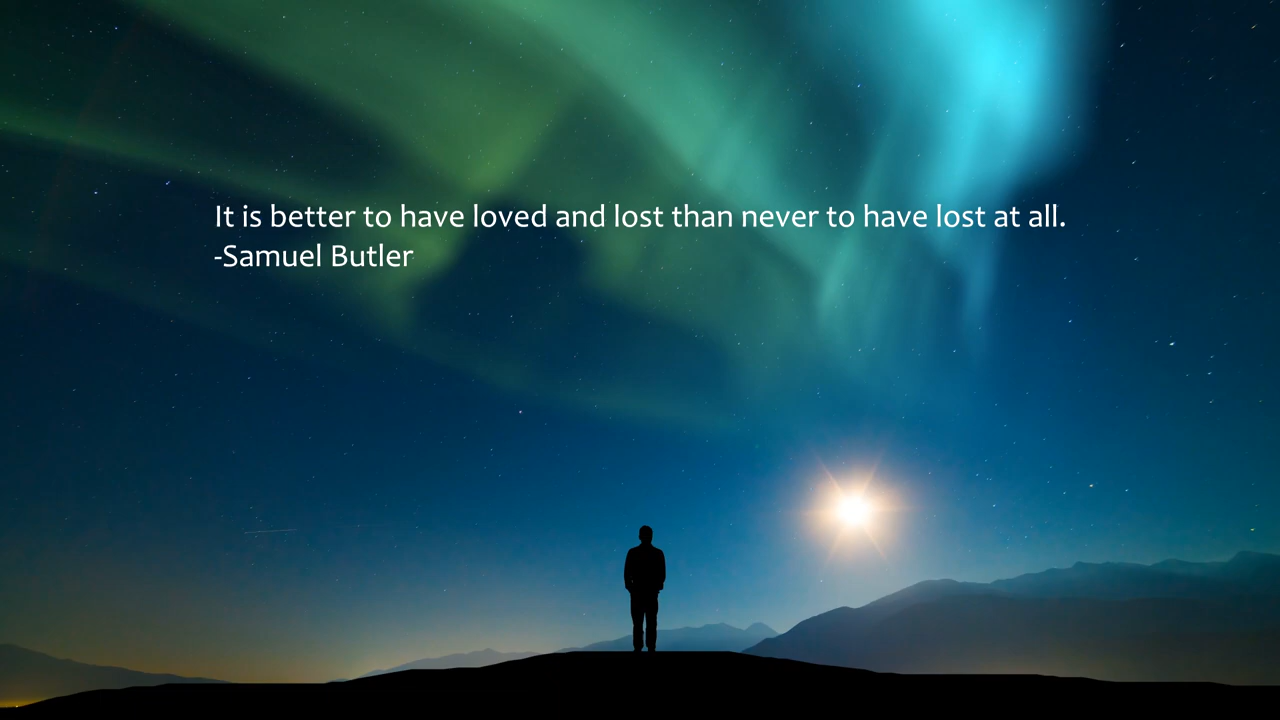 It is better to have loved and lost than never to have lost at all.
-Samuel Butler